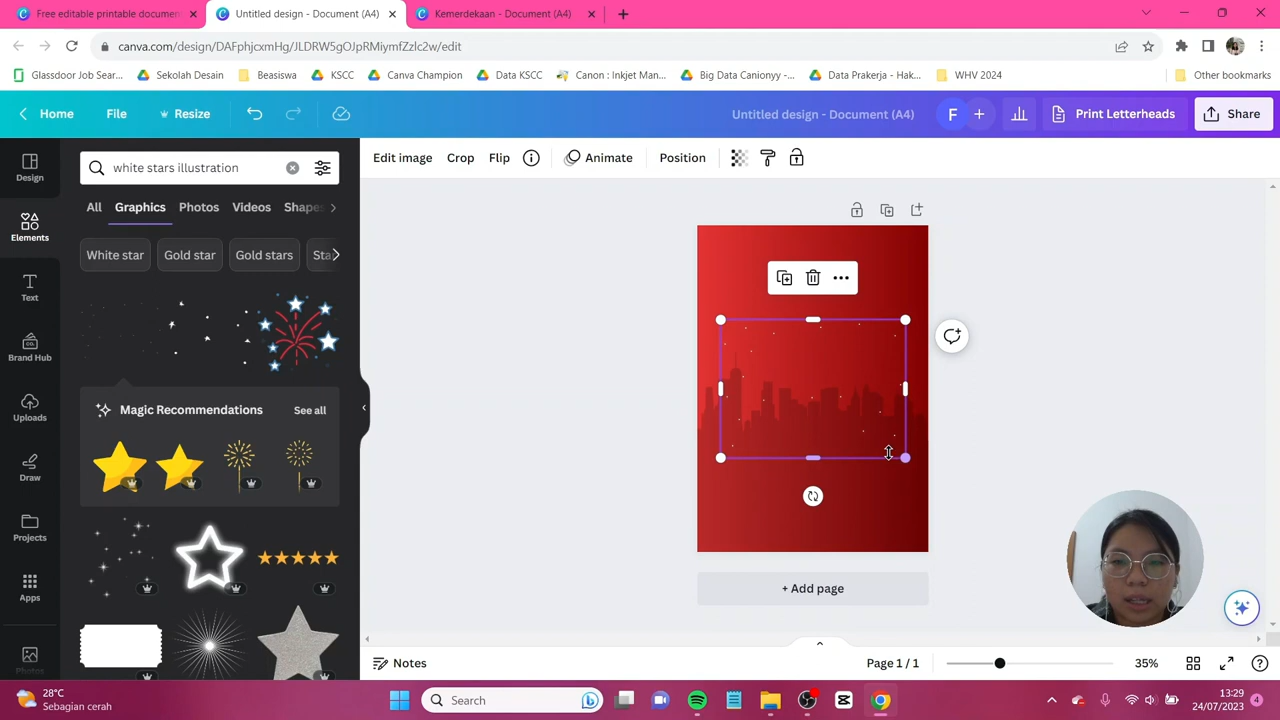 Free editable printable documen
Untitled design - Document (A4)
Kemerdekaan - Document (A4)
canva.com/design/DAFphjcxmHg/JLDRW5gOJpRMiymfZzlc2w/edit
Glassdoor Job Sear...
Sekolah Desain
Beasiswa
KSCC
Canva Champion
Data KSCC
Canon : Inkjet Man...
Big Data Canionyy -...
Data Prakerja - Hak...
WHV 2024
Other bookmarks
Home
File
Resize
Untitled design - Document (A4)
F
Print Letterheads
Share
Design
white stars illustration
Edit image
Crop
Flip
Animate
Position
All
Graphics
Photos
Videos
Shapes
Elements
White star
Gold star
Gold stars
Sta
Text
Brand Hub
Magic Recommendations
See all
Uploads
Draw
Projects
Apps
+ Add page
Photos
Notes
Page 1 / 1
35%
28°C
Sebagian cerah
Search
13:29
24/07/2023
4